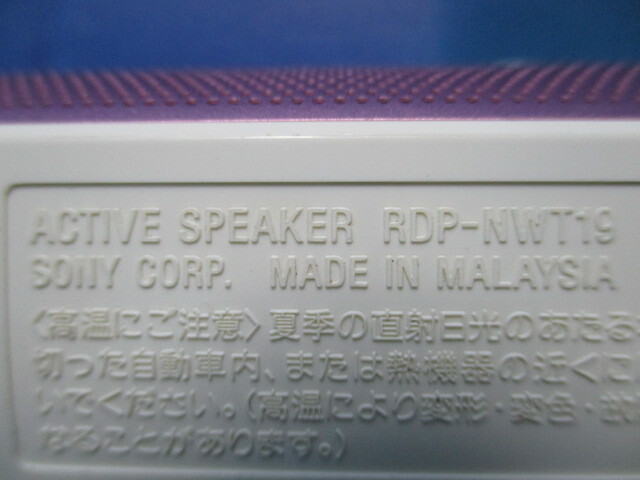 ACTIVE SPEAKER RDP-NWT19
SONY CORP. MADE IN MALAYSIA
〈高温にご注意〉夏季の直射日光のあたる
切った自動車内、または熱機器の近くに
いてください。(高温により変形・変色・故
なることがあります。)